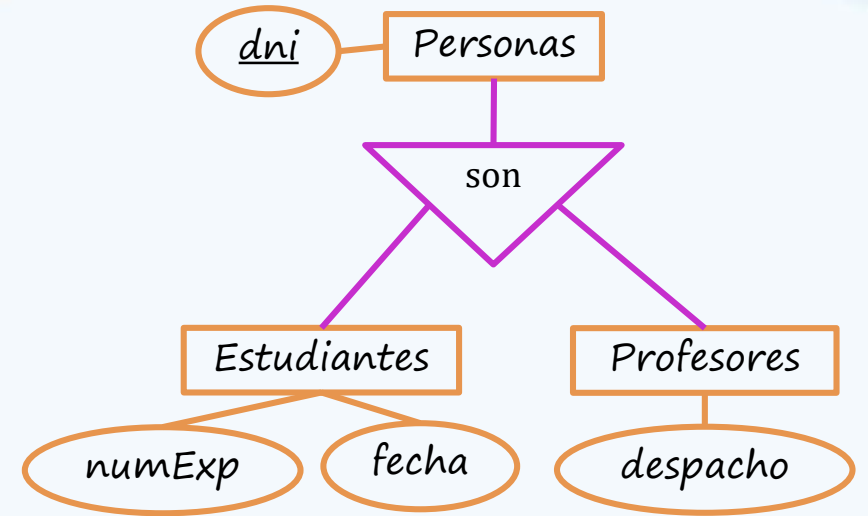 dni
Personas
son
Estudiantes
Profesores
numExp
fecha
despacho